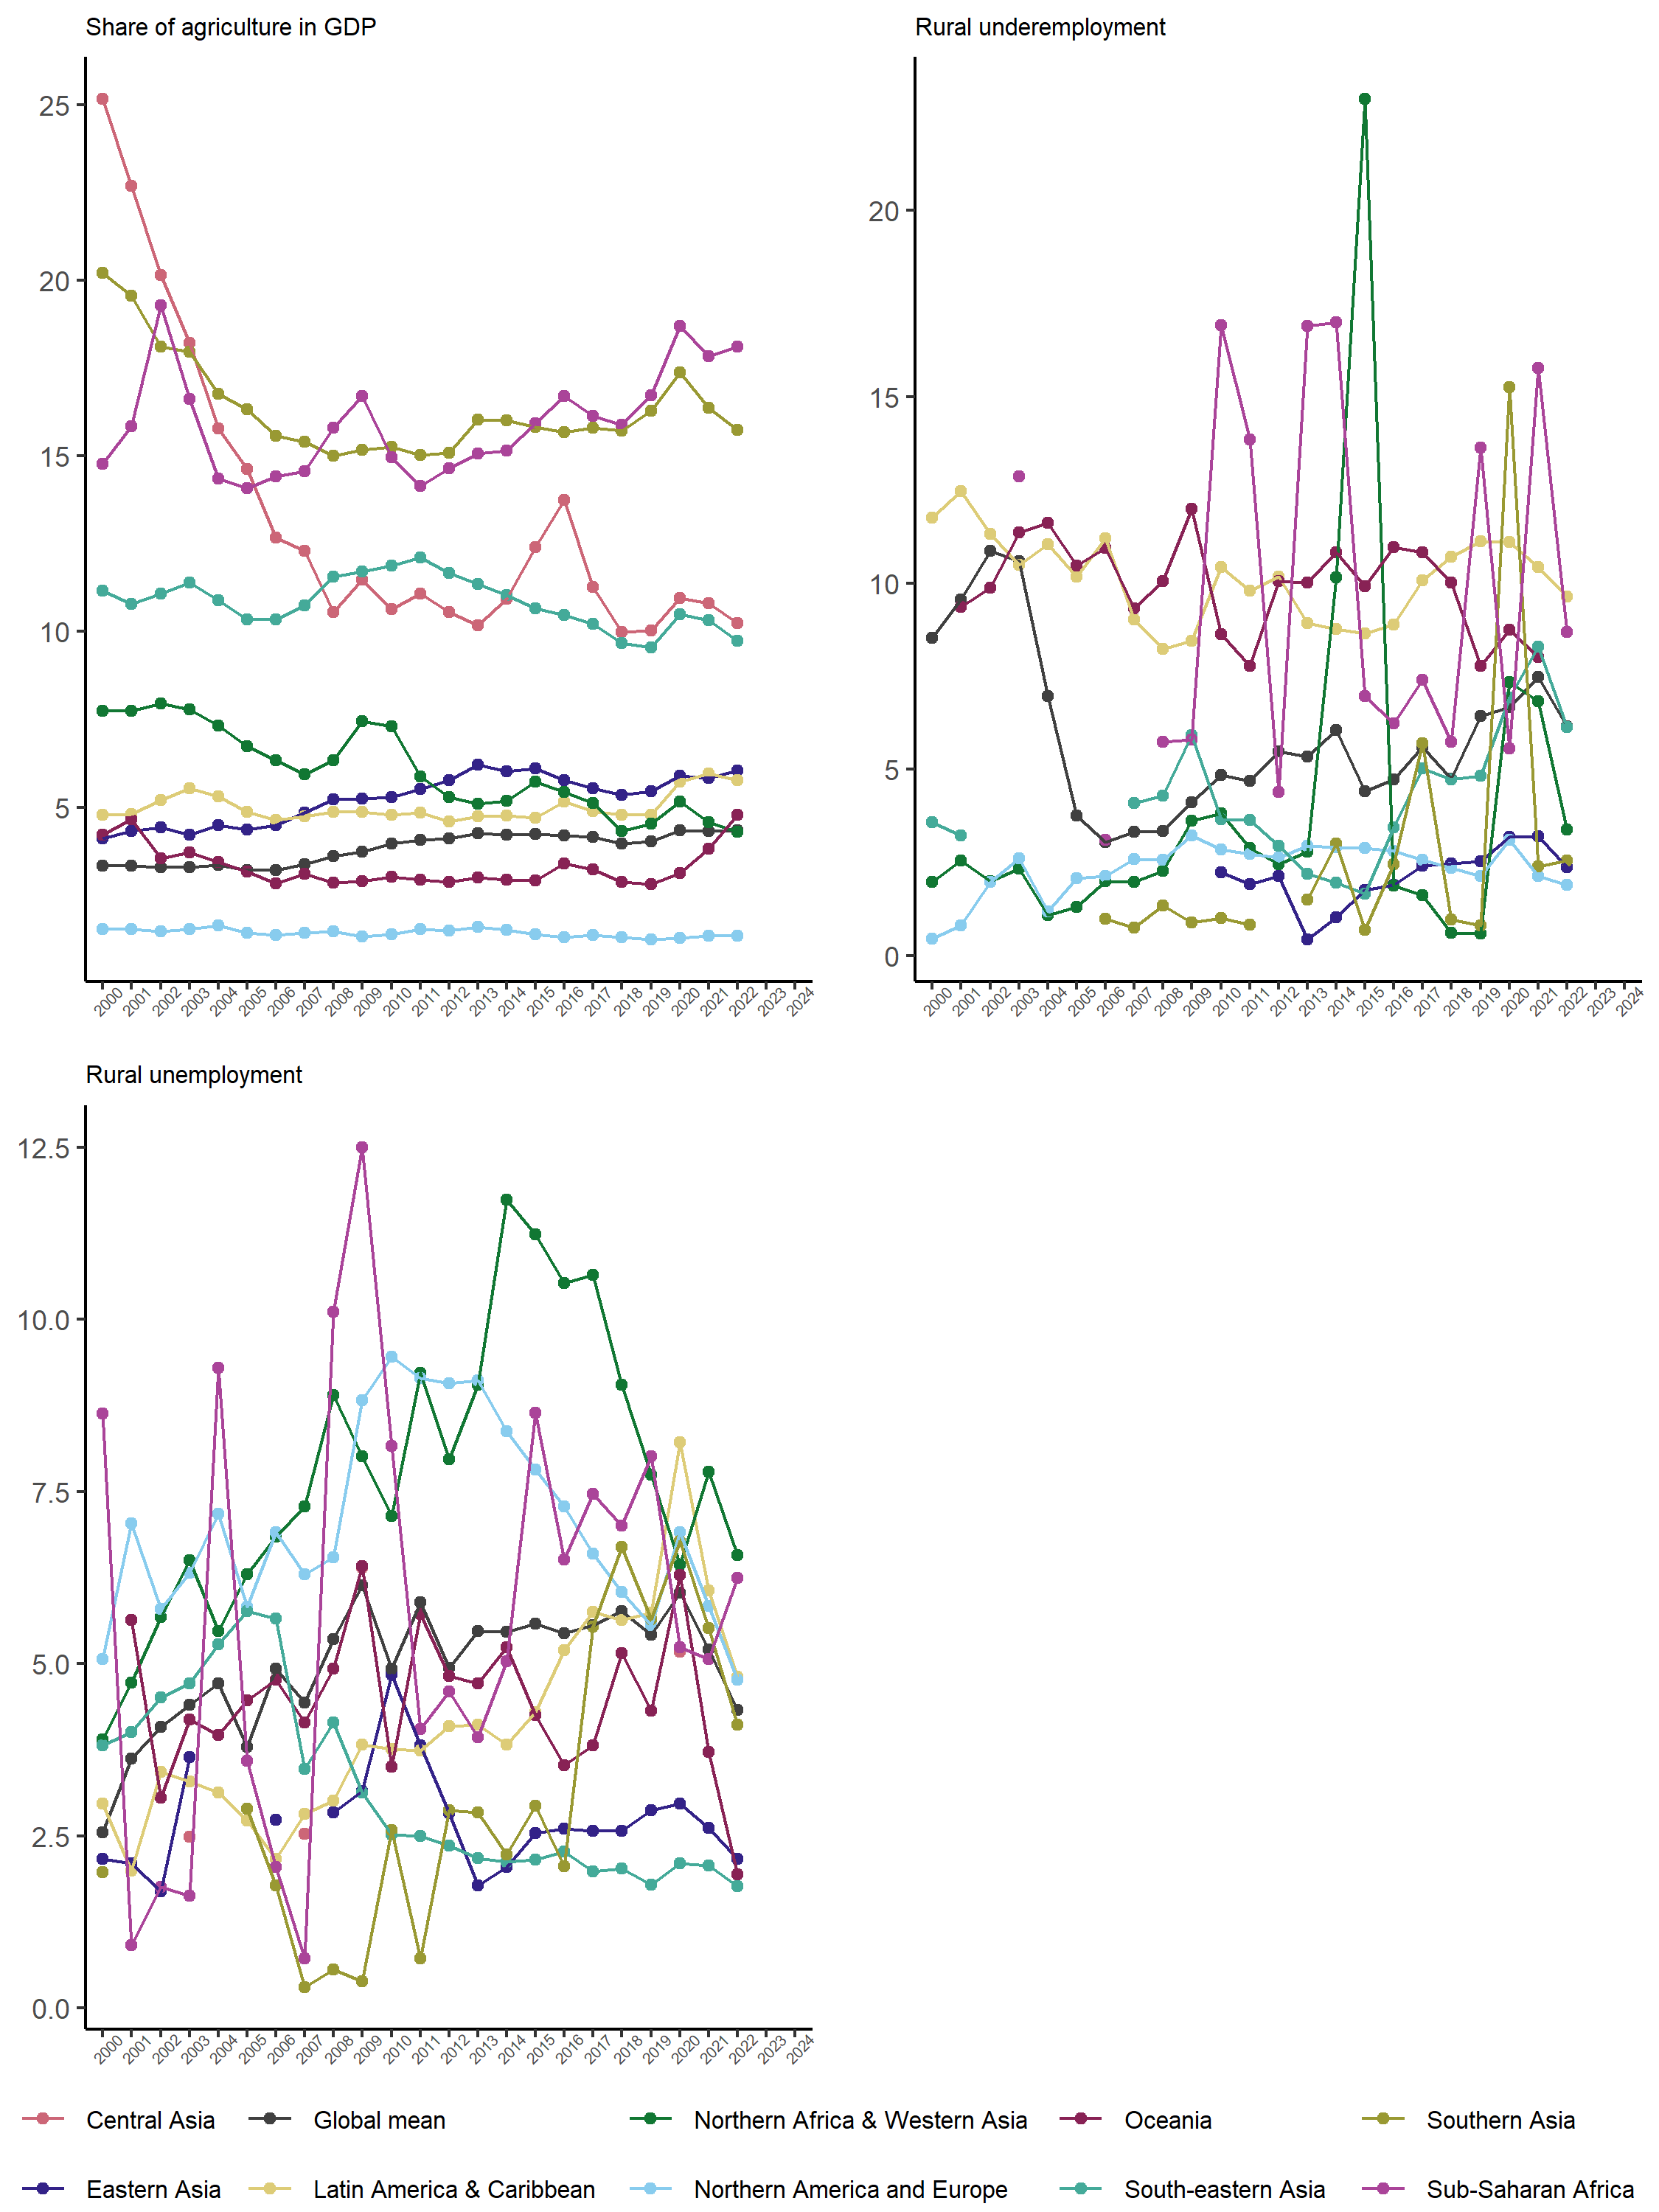 Share of agriculture in GDP
25
20
15
10
5
2000 2001 2002 2003 2004 2005 2006 2007 2008 2009 2010 2011 2012 2013 2014 2015 2016 2017 2018 2019 2020 2021 2022 2023 2024
Rural underemployment
20
15
10
5
0
2000 2001 2002 2003 2004 2005 2006 2007 2008 2009 2010 2011 2012 2013 2014 2015 2016 2017 2018 2019 2020 2021 2022 2023 2024
Rural unemployment
12.5
10.0
7.5
5.0
2.5
0.0
2000 2001 2002 2003 2004 2005 2006 2007 2008 2009 2010 2011 2012 2013 2014 2015 2016 2017 2018 2019 2020 2021 2022 2023 2024
Central Asia Global mean Northern Africa & Western Asia Oceania Southern Asia
Eastern Asia Latin America & Caribbean Northern America and Europe South-eastern Asia Sub-Saharan Africa